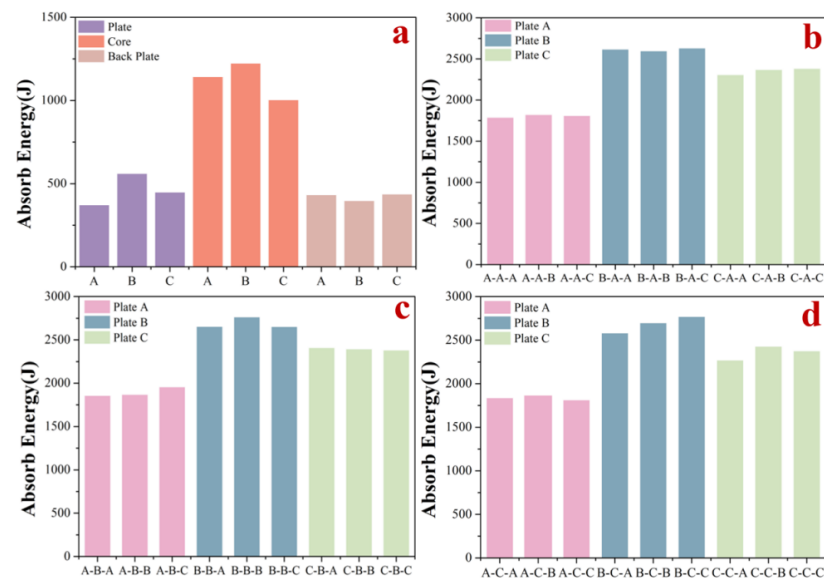 a
Plate
Core
Back Plate
Absorb Energy(J)
1500
1000
500
0
A B C A B C A B C
b
Plate A
Plate B
Plate C
Absorb Energy(J)
3000
2500
2000
1750
1500
1000
500
0
A-A-A A-A-B A-A-C B-A-A B-A-B B-A-C C-A-A C-A-B C-A-C
c
Plate A
Plate B
Plate C
Absorb Energy(J)
3000
2500
2000
1750
1000
500
0
A-B-A A-B-B A-B-C B-B-A B-B-B B-B-C C-B-A C-B-B C-B-C
d
Plate A
Plate B
Plate C
Absorb Energy(J)
3000
2500
2000
1500
1000
500
0
A-C-A A-C-B A-C-C B-C-A B-C-B B-C-C C-C-A C-C-B C-C-C